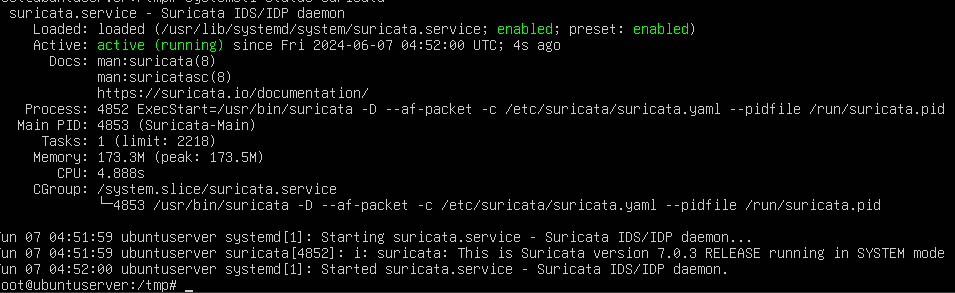 suricata.service - Suricata IDS/IDP daemon
Loaded: loaded (/usr/lib/systemd/system/suricata.service; enabled; preset: enabled)
Active: active (running) since Fri 2024-06-07 04:52:00 UTC; 4s ago
Docs: man:suricata(8)
man:suricatasc(8)
https://suricata.io/documentation/
Process: 4852 ExecStart=/usr/bin/suricata -D --af-packet -c /etc/suricata/suricata.yaml --pidfile /run/suricata.pid
Main PID: 4853 (Suricata-Main)
Tasks: 1 (limit: 2218)
Memory: 173.3M (peak: 173.5M)
CPU: 4.888s
CGroup: /system.slice/suricata.service
└─4853 /usr/bin/suricata -D --af-packet -c /etc/suricata/suricata.yaml --pidfile /run/suricata.pid
un 07 04:51:59 ubuntuserver systemd[1]: Starting suricata.service - Suricata IDS/IDP daemon...
un 07 04:51:59 ubuntuserver suricata[4852]: i: suricata: This is Suricata version 7.0.3 RELEASE running in SYSTEM mode
un 07 04:52:00 ubuntuserver systemd[1]: Started suricata.service - Suricata IDS/IDP daemon.
oot@ubuntuserver:/tmp# _